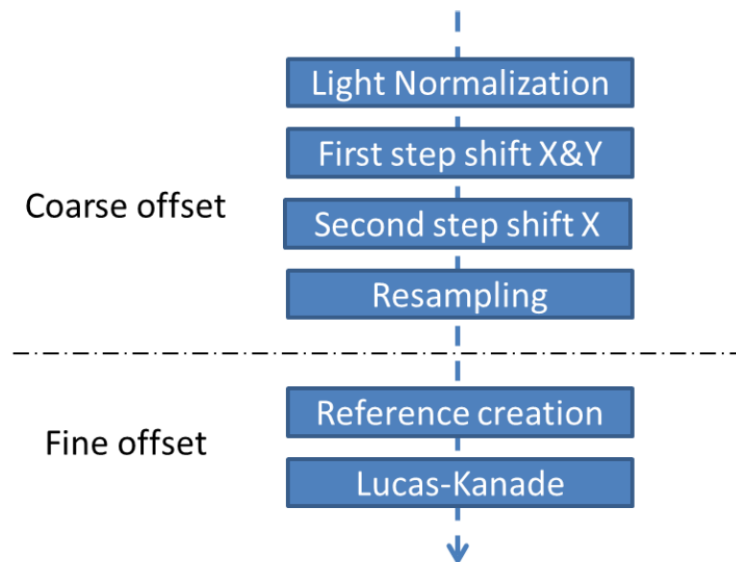 Light Normalization
First step shift X&Y
Coarse offset
Second step shift X
Resampling
Reference creation
Fine offset
Lucas-Kanade